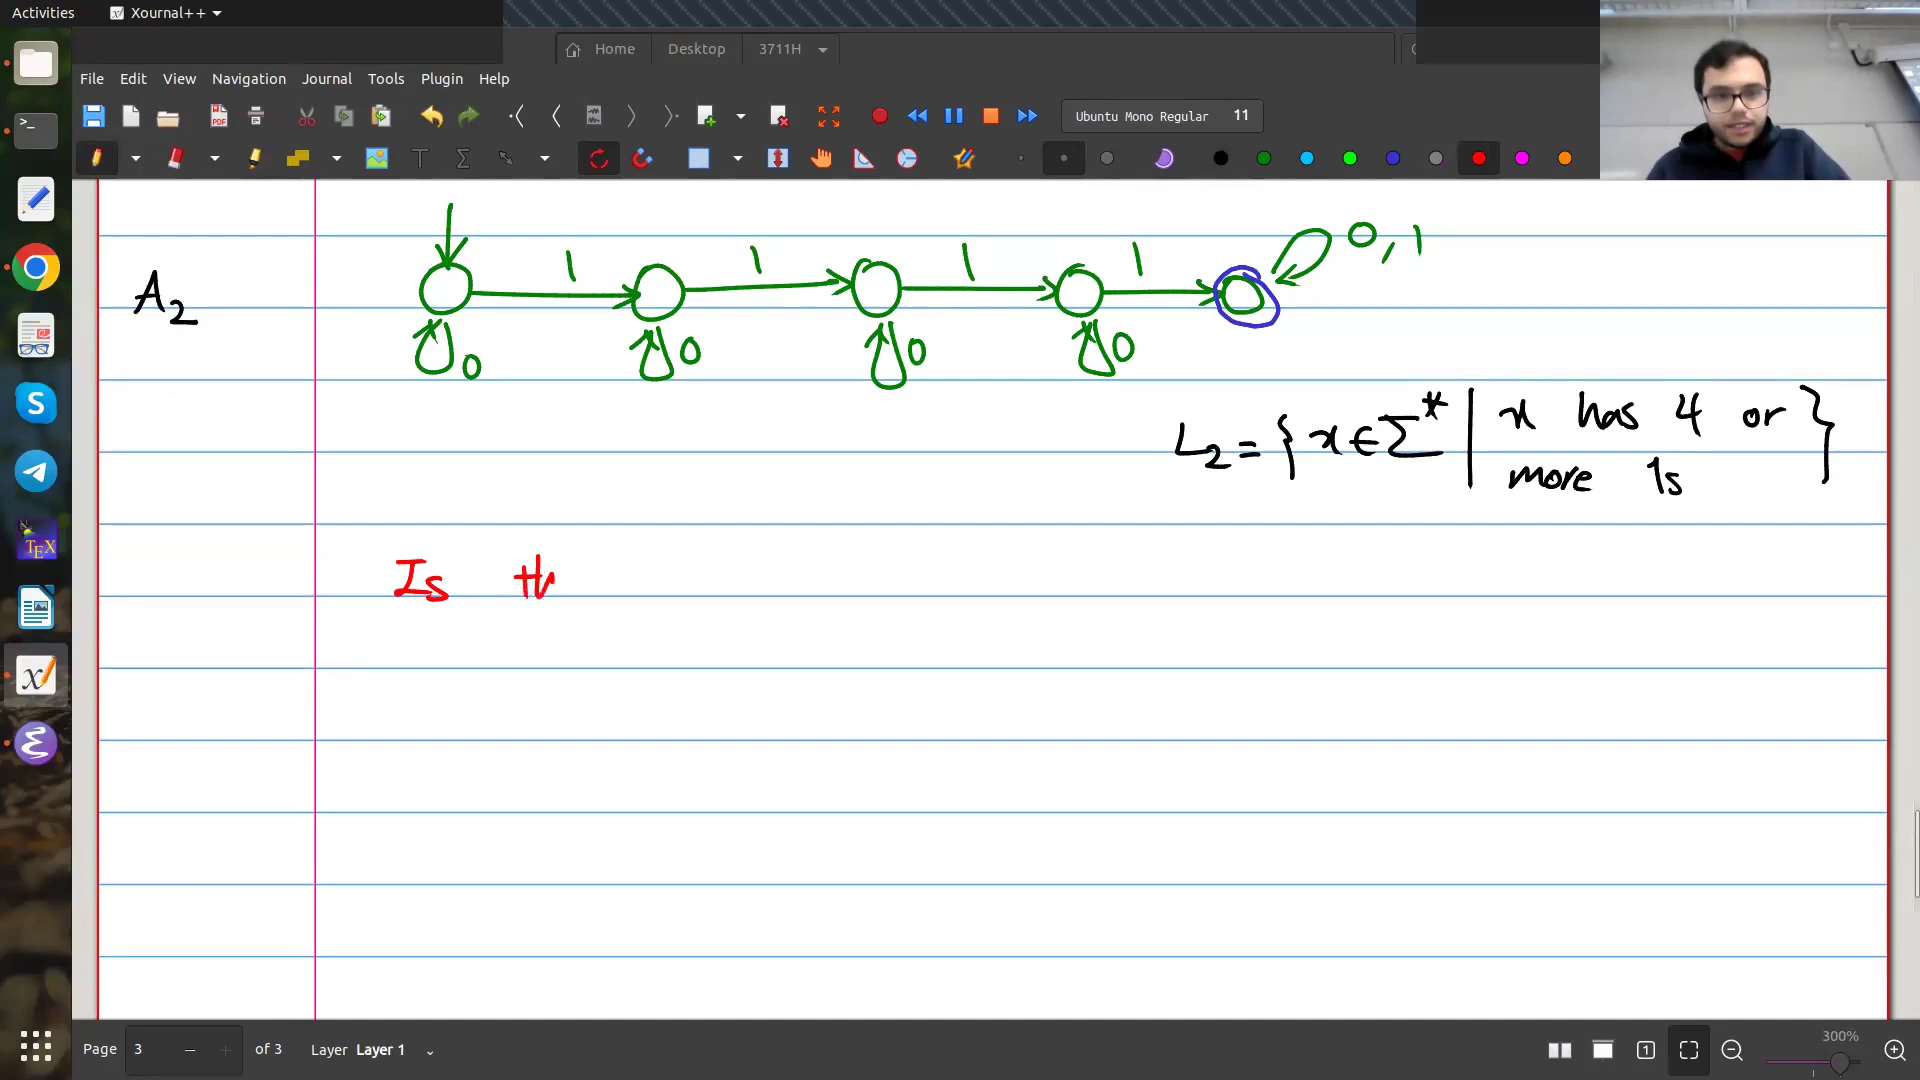 Activities Xournal++
Home Desktop 3711H
File Edit View Navigation Journal Tools Plugin Help
Ubuntu Mono Regular 11
0, 1
1 1 1 1
A₂
0 0 0 0
L₂ = { x ∈ Σ* | x has 4 or
more 1s }
Is th
Page 3 of 3 Layer Layer 1
300%